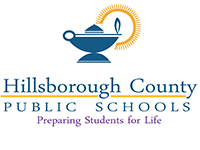 Hillsborough County
PUBLIC SCHOOLS
Preparing Students for Life